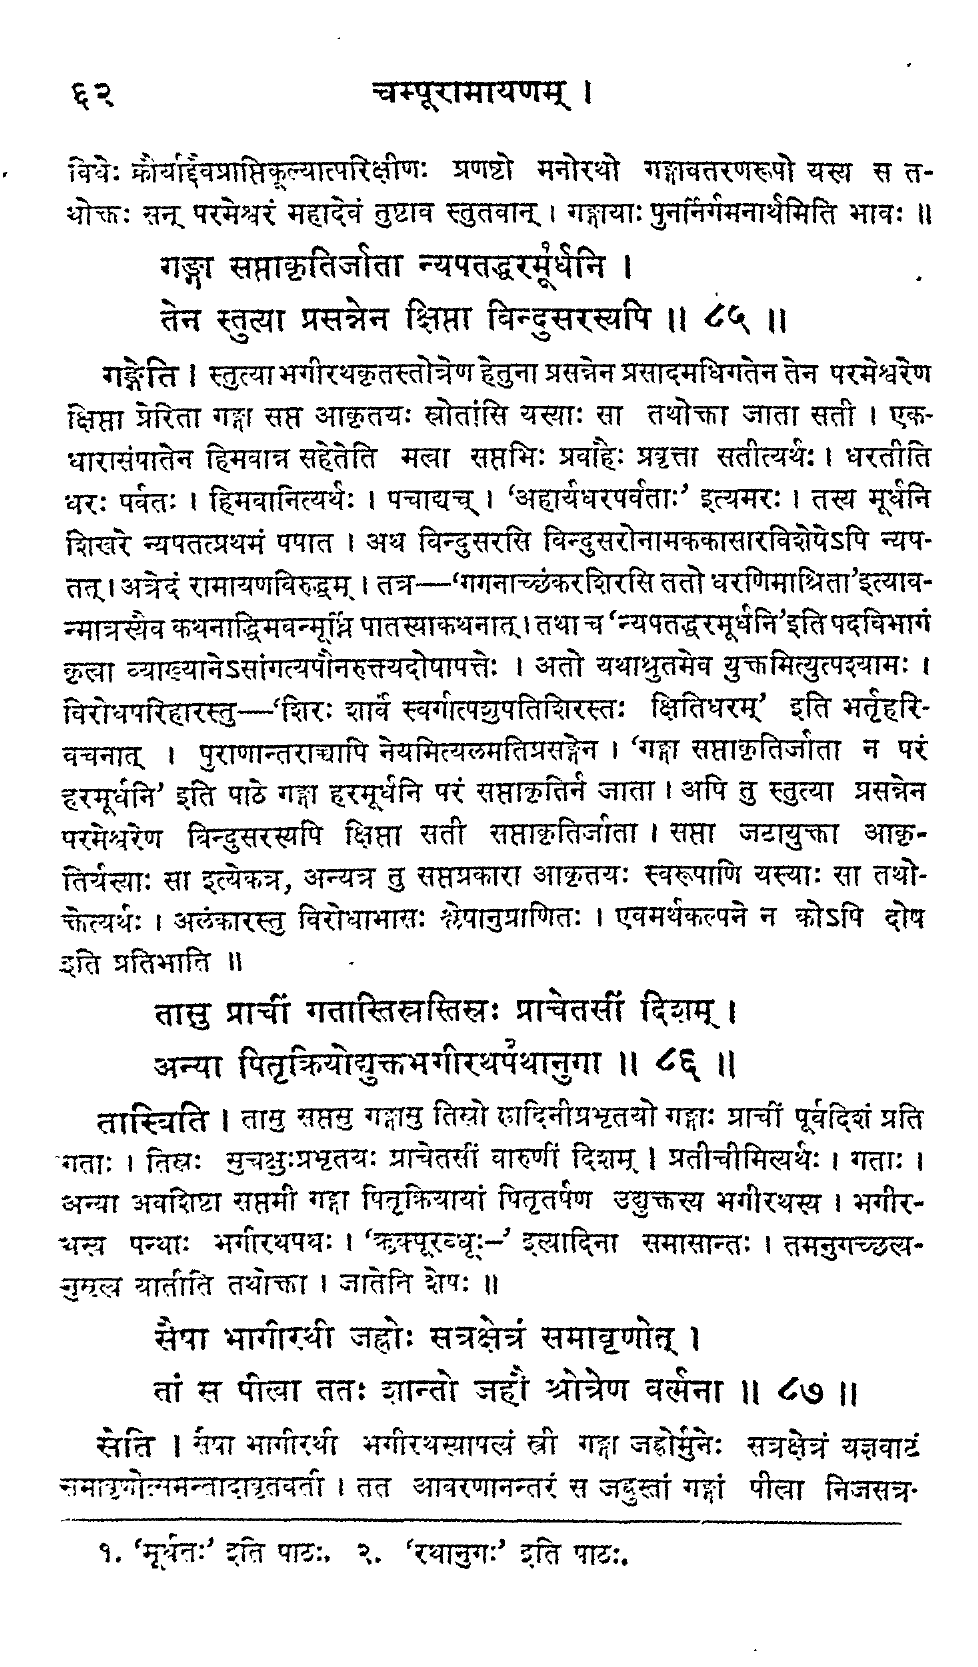 ६२ चम्पूरामायणम् ।
विधेः क्रौर्याद्दैवप्रातिकूल्यात्परिक्षीणः प्रणष्टो मनोरथो गङ्गावतरणरूपो यस्य स त-
थोक्तः सन् परमेश्वरं महादेवं तुष्टाव स्तुतवान् । गङ्गायाः पुनर्निर्गमनार्थमिति भावः ॥
गङ्गा सप्ताकृतिर्जाता न्यपतद्धरमूर्धनि ।
तेन स्तुत्या प्रसन्नेन क्षिप्ता बिन्दुसरस्यपि ॥ ८५ ॥
गङ्गेति । स्तुत्या भगीरथकृतस्तोत्रेण हेतुना प्रसन्नेन प्रसादमधिगतेन तेन परमेश्वरेण
क्षिप्ता प्रेरिता गङ्गा सप्त आकृतयः स्रोतांसि यस्याः सा तथोक्ता जाता सती । एक-
धारासंपातेन हिमवान्न सहेतेति मत्वा सप्तभिः प्रवाहैः प्रवृत्ता सतीत्यर्थः । धरतीति
धरः पर्वतः । हिमवानित्यर्थः । पचाद्यच् । ‘अहार्यधरपर्वताः’ इत्यमरः । तस्य मूर्धनि
शिखरे न्यपतत्प्रथमं पपात । अथ बिन्दुसरसि बिन्दुसरोनामककासारविशेषेऽपि न्यप-
तत् । अत्रेदं रामायणविरुद्धम् । तत्र—‘गगनाच्छंकरशिरसि ततो धरणिमाश्रिता’ इत्याव-
न्मात्रस्यैव कथनाद्धिमवन्मूर्ध्नि पातस्याकथनात् । तथा च ‘न्यपतद्धरमूर्धनि’ इति पदविभागं
कृत्वा व्याख्यानेऽसांगत्यपौनरुक्त्यदोषापत्तेः । अतो यथाश्रुतमेव युक्तमित्युत्पश्यामः ।
विरोधपरिहारस्तु—‘शिरः शार्वं स्वर्गात्पशुपतिशिरस्तः क्षितिधरम्’ इति भर्तृहरि-
वचनात् । पुराणान्तराच्चापि नेयमित्यलमतिप्रसङ्गेन । ‘गङ्गा सप्ताकृतिर्जाता न परं
हरमूर्धनि’ इति पाठे गङ्गा हरमूर्धनि परं सप्ताकृतिर्न जाता । अपि तु स्तुत्या प्रसन्नेन
परमेश्वरेण बिन्दुसरस्यपि क्षिप्ता सती सप्ताकृतिर्जाता । सप्ता जटायुक्ता आकृ-
तिर्यस्याः सा इत्येकत्र, अन्यत्र तु सप्तप्रकारा आकृतयः स्वरूपाणि यस्याः सा तथो-
क्तेत्यर्थः । अलंकारस्तु विरोधाभासः श्लेषानुप्राणितः । एवमर्थकल्पने न कोऽपि दोष
इति प्रतिभाति ॥
तासु प्राचीं गतास्तिस्रस्तिस्रः प्राचेतसीं दिशम् ।
अन्या पितृक्रियोद्युक्तभगीरथपथानुगा ॥ ८६ ॥
तास्विति । तासु सप्तसु गङ्गासु तिस्रो ह्लादिनीप्रभृतयो गङ्गाः प्राचीं पूर्वदिशं प्रति
गताः । तिस्रः सुचक्षुःप्रभृतयः प्राचेतसीं वारुणीं दिशम् । प्रतीचीमित्यर्थः । गताः ।
अन्या अवशिष्टा सप्तमी गङ्गा पितृक्रियायां पितृतर्पण उद्युक्तस्य भगीरथस्य । भगीर-
थस्य पन्थाः भगीरथपथः । ‘ऋक्पूरब्धूः—’ इत्यादिना समासान्तः । तमनुगच्छत्य-
नुसृत्य यातीति तथोक्ता । जातेति शेषः ॥
सैषा भागीरथी जह्नोः सत्रक्षेत्रं समावृणोत् ।
तां स पीत्वा ततः शान्तो जहौ श्रोत्रेण वर्त्मना ॥ ८७ ॥
सेति । सैषा भागीरथी भगीरथस्यापत्यं स्त्री गङ्गा जह्नोर्मुनेः सत्रक्षेत्रं यज्ञवाटं
समावृणोत्समन्तादावृतवती । तत आवरणानन्तरं स जह्नुस्तां गङ्गां पीत्वा निजसत्र-
१. ‘मूर्धतः’ इति पाठः. २. ‘रथानुगः’ इति पाठः.